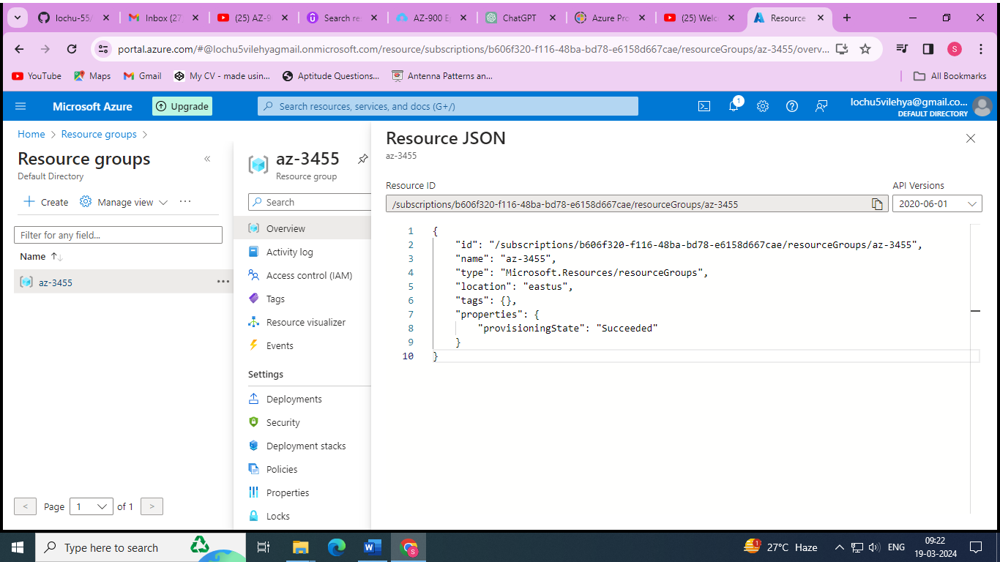 lochu-55/
Inbox (27
(25) AZ-9
Search re
AZ-900 E
ChatGPT
Azure Pro
(25) Welc
Resource
portal.azure.com/#@lochu5vilehyagmail.onmicrosoft.com/resource/subscriptions/b606f320-f116-48ba-bd78-e6158d667cae/resourceGroups/az-3455/overv...
S
YouTube
Maps
Gmail
My CV - made usin...
Aptitude Questions...
Antenna Patterns an...
All Bookmarks
Microsoft Azure
Upgrade
Search resources, services, and docs (G+/)
1
lochu5vilehya@gmail.co...
DEFAULT DIRECTORY
Home > Resource groups >
Resource groups
«
Default Directory
+ Create
Manage view
...
Filter for any field...
Name ↑↓
az-3455
...
Page 1 of 1
< >
az-3455
Resource group
Search
Overview
Activity log
Access control (IAM)
Tags
Resource visualizer
Events
Settings
Deployments
Security
Deployment stacks
Policies
Properties
Locks
Resource JSON
az-3455
Resource ID
/subscriptions/b606f320-f116-48ba-bd78-e6158d667cae/resourceGroups/az-3455
API Versions
2020-06-01
1 {
2 "id": "/subscriptions/b606f320-f116-48ba-bd78-e6158d667cae/resourceGroups/az-3455",
3 "name": "az-3455",
4 "type": "Microsoft.Resources/resourceGroups",
5 "location": "eastus",
6 "tags": {},
7 "properties": {
8 "provisioningState": "Succeeded"
9 }
10 }
Type here to search
27°C Haze
ENG
09:22
19-03-2024